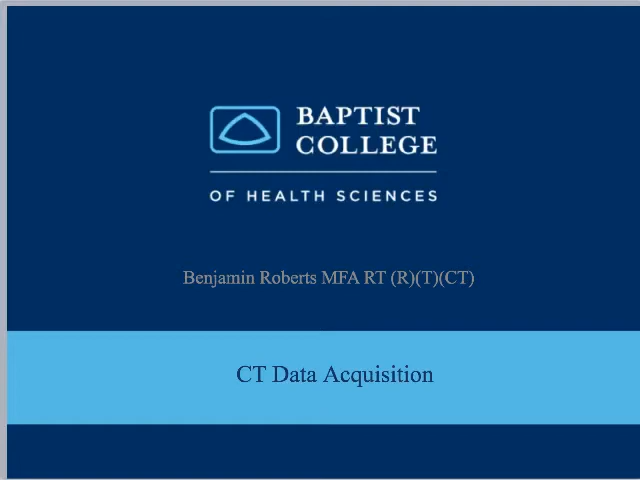 BAPTIST
COLLEGE
OF HEALTH SCIENCES
Benjamin Roberts MFA RT (R)(T)(CT)
CT Data Acquisition